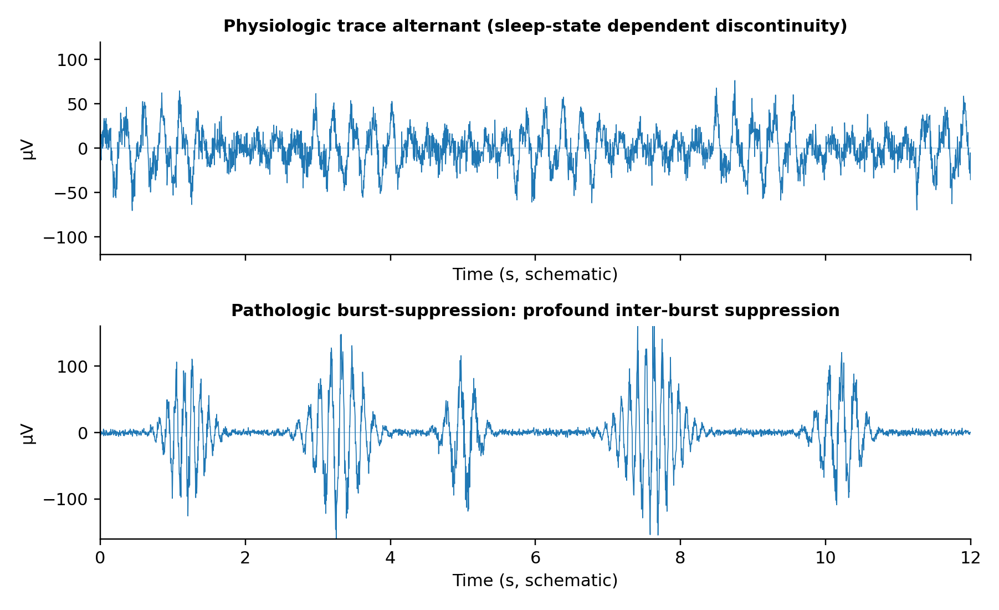 Physiologic trace alternant (sleep-state dependent discontinuity)
100
50
0
−50
−100
μV
Time (s, schematic)
Pathologic burst-suppression: profound inter-burst suppression
100
0
−100
μV
0 2 4 6 8 10 12
Time (s, schematic)